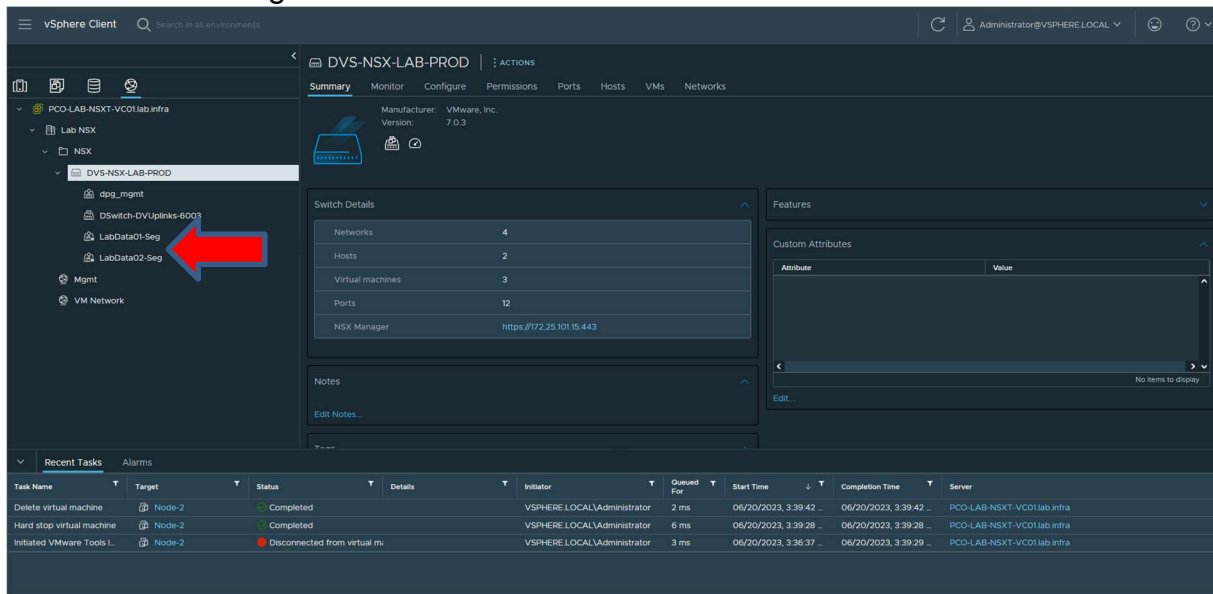 vSphere Client
Search in all environments
Administrator@VSPHERE.LOCAL
PCO-LAB-NSXT-VC01.lab.infra
Lab NSX
NSX
DVS-NSX-LAB-PROD
dpg_mgmt
DSwitch-DVUplinks-6003
LabData01-Seg
LabData02-Seg
Mgmt
VM Network
DVS-NSX-LAB-PROD
ACTIONS
Summary Monitor Configure Permissions Ports Hosts VMs Networks
Manufacturer: VMware, Inc.
Version: 7.0.3
Switch Details
Networks 4
Hosts 2
Virtual machines 3
Ports 12
NSX Manager https://172.25.101.15:443
Notes
Edit Notes...
Features
Custom Attributes
Attribute Value
No items to display
Edit...
Recent Tasks Alarms
Task Name Target Status Details Initiator Queued For Start Time Completion Time Server
Delete virtual machine Node-2 Completed VSPHERE.LOCAL\Administrator 2 ms 06/20/2023, 3:39:42 ... 06/20/2023, 3:39:42 ... PCO-LAB-NSXT-VC01.lab.infra
Hard stop virtual machine Node-2 Completed VSPHERE.LOCAL\Administrator 6 ms 06/20/2023, 3:39:28 ... 06/20/2023, 3:39:28 ... PCO-LAB-NSXT-VC01.lab.infra
Initiated VMware Tools I... Node-2 Disconnected from virtual ma VSPHERE.LOCAL\Administrator 3 ms 06/20/2023, 3:36:37 ... 06/20/2023, 3:39:29 ... PCO-LAB-NSXT-VC01.lab.infra